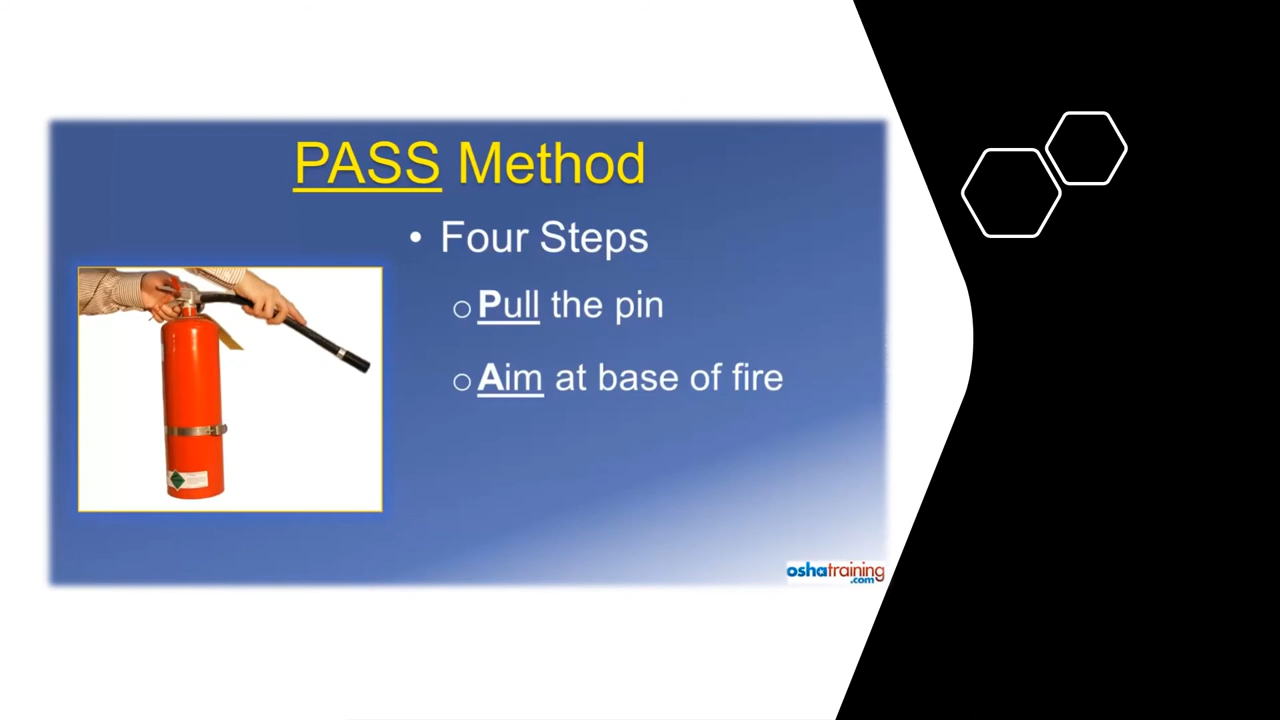 PASS Method
• Four Steps
o Pull the pin
o Aim at base of fire
oshatraining
.com